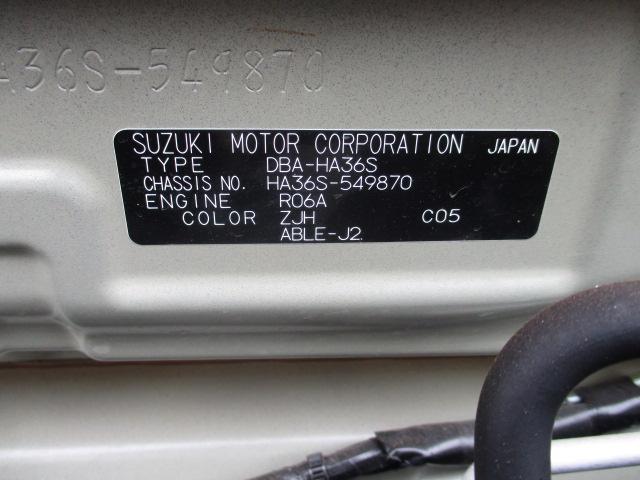 A36S-549870
SUZUKI MOTOR CORPORATION JAPAN
TYPE DBA-HA36S
CHASSIS NO. HA36S-549870
ENGINE R06A
COLOR ZJH C05
ABLE-J2